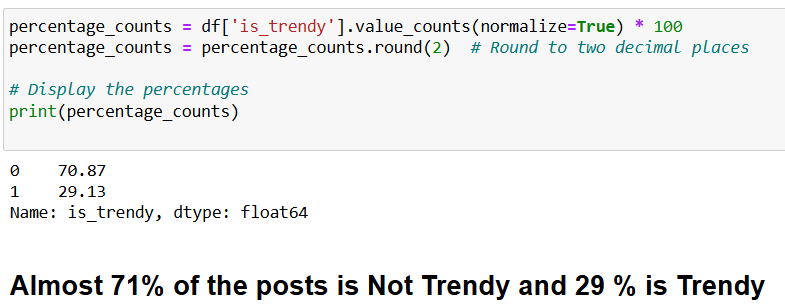 percentage_counts = df['is_trendy'].value_counts(normalize=True) * 100
percentage_counts = percentage_counts.round(2)  # Round to two decimal places
# Display the percentages
print(percentage_counts)
0    70.87
1    29.13
Name: is_trendy, dtype: float64
Almost 71% of the posts is Not Trendy and 29 % is Trendy